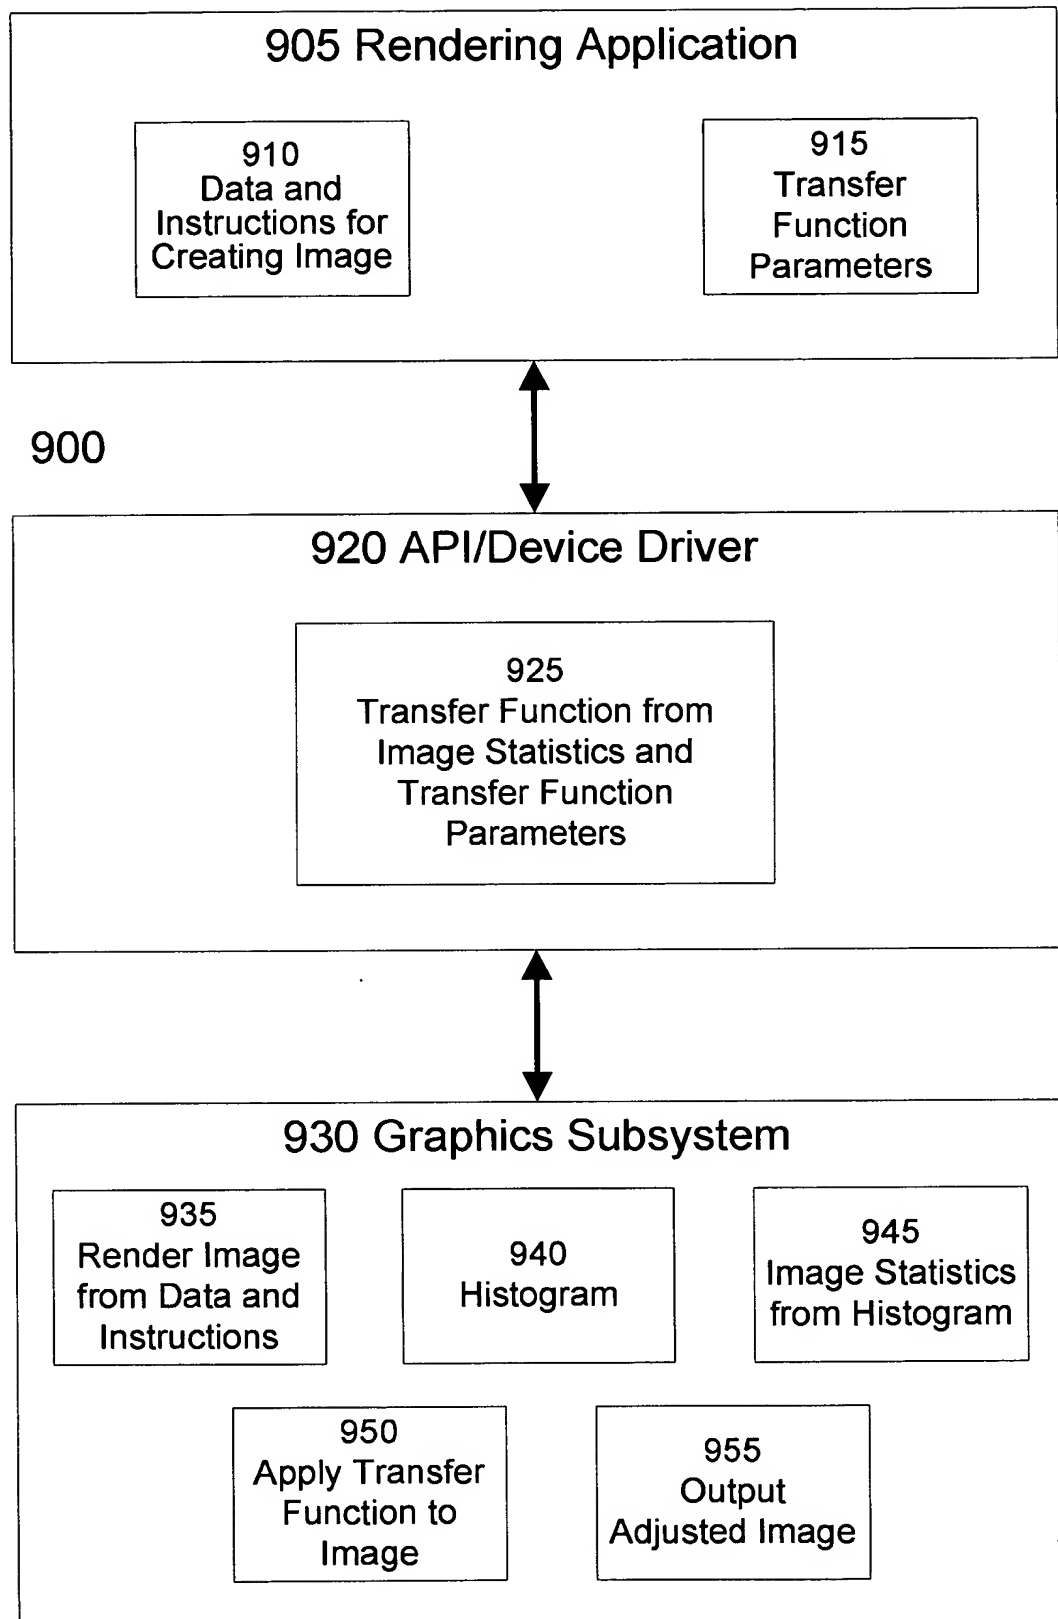 905 Rendering Application
910
Data and
Instructions for
Creating Image
915
Transfer
Function
Parameters
900
920 API/Device Driver
925
Transfer Function from
Image Statistics and
Transfer Function
Parameters
930 Graphics Subsystem
935
Render Image
from Data and
Instructions
940
Histogram
945
Image Statistics
from Histogram
950
Apply Transfer
Function to
Image
955
Output
Adjusted Image